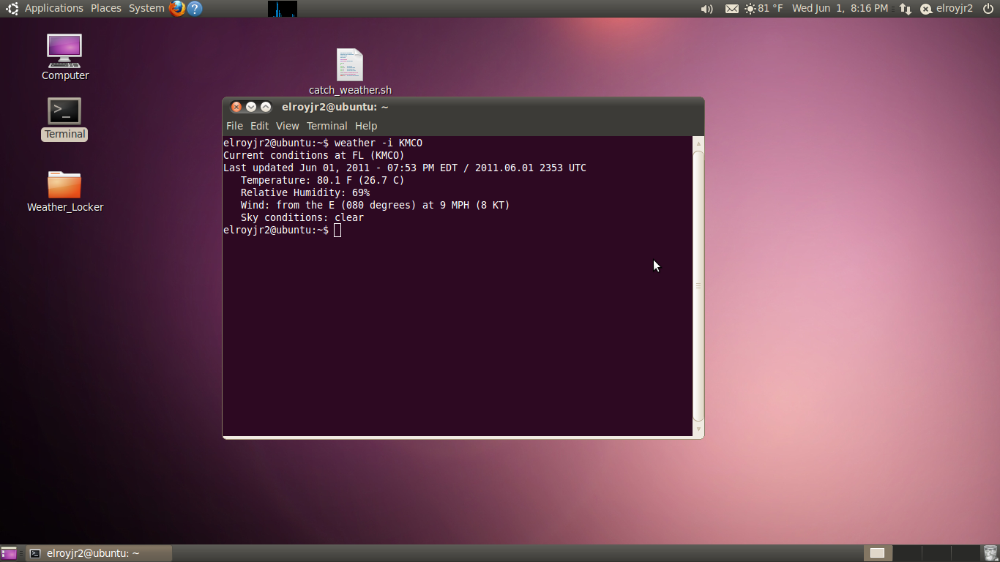 Applications Places System ? 81 °F Wed Jun 1, 8:16 PM elroyjr2
Computer
catch_weather.sh
Terminal
Weather_Locker
elroyjr2@ubuntu: ~
File Edit View Terminal Help
elroyjr2@ubuntu:~$ weather -i KMCO
Current conditions at FL (KMCO)
Last updated Jun 01, 2011 - 07:53 PM EDT / 2011.06.01 2353 UTC
Temperature: 80.1 F (26.7 C)
Relative Humidity: 69%
Wind: from the E (080 degrees) at 9 MPH (8 KT)
Sky conditions: clear
elroyjr2@ubuntu:~$
elroyjr2@ubuntu: ~